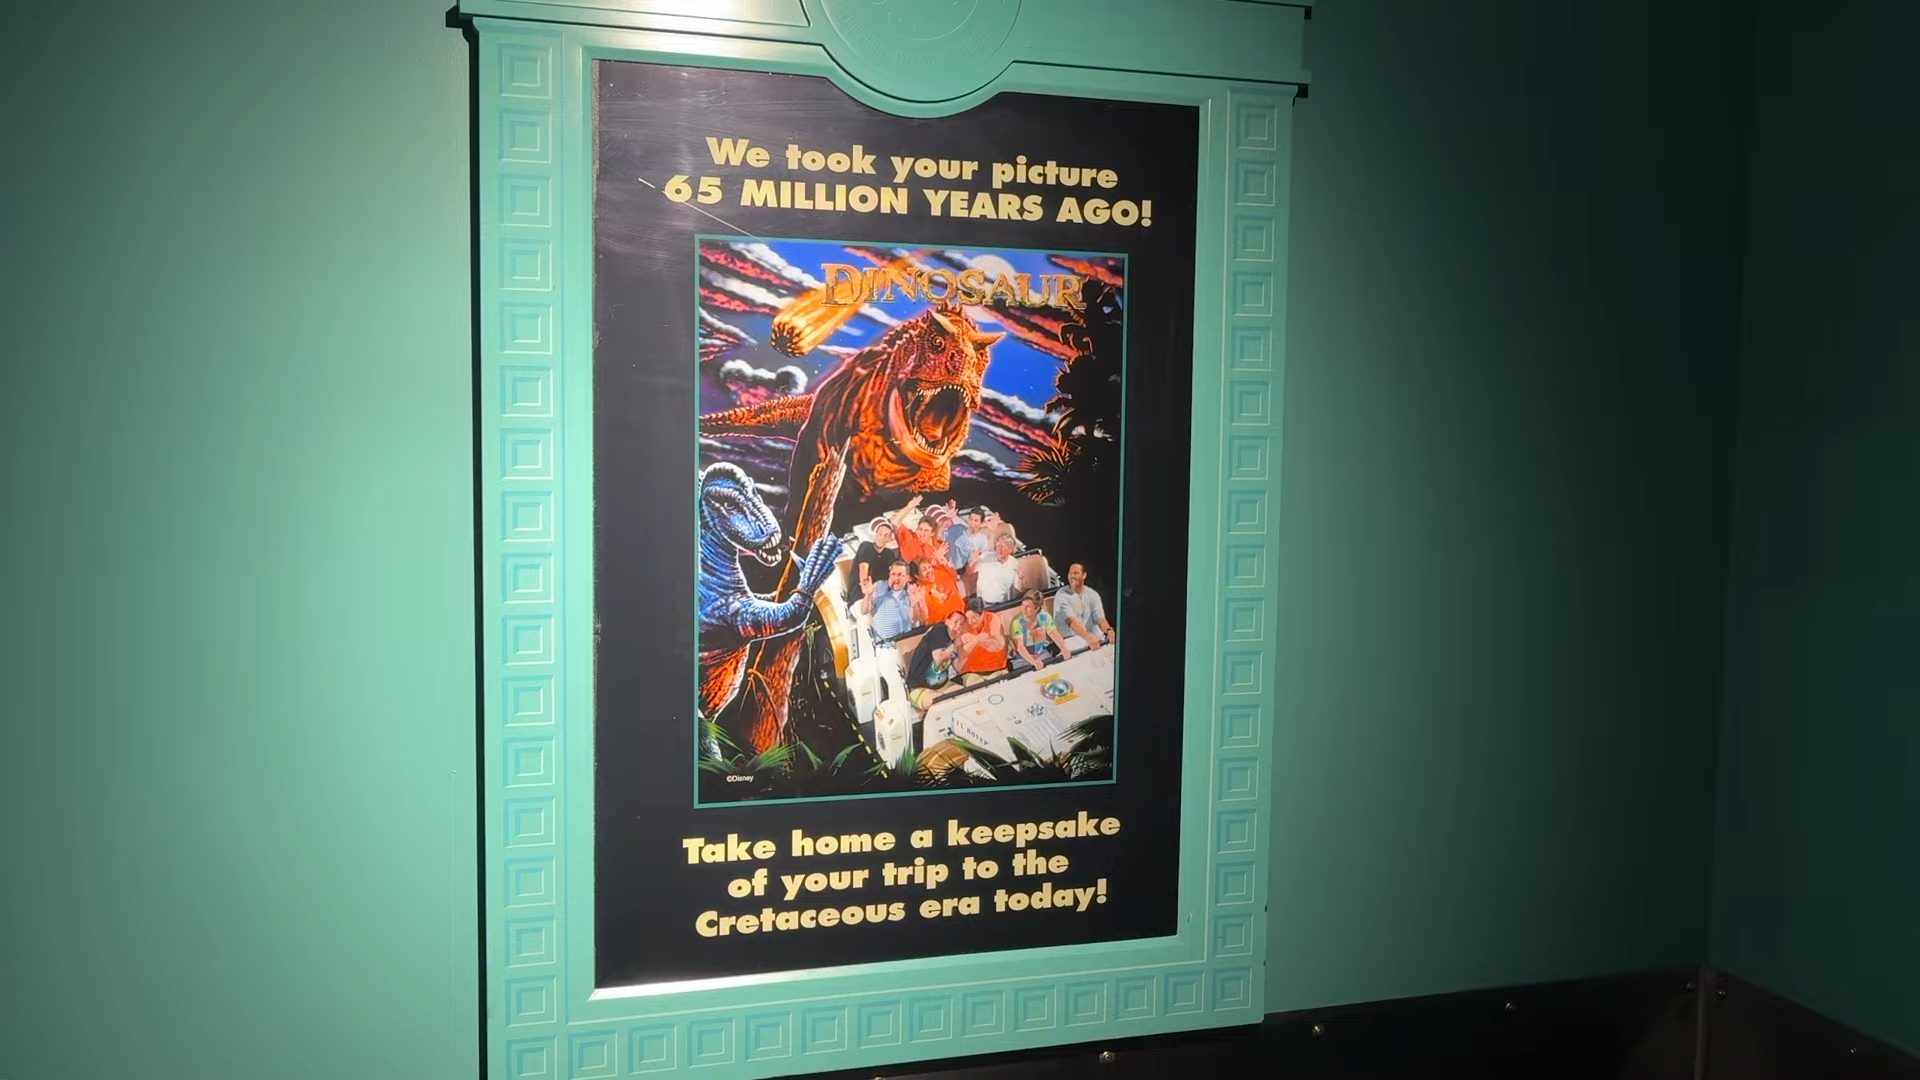 We took your picture
65 MILLION YEARS AGO!
DINOSAUR
©Disney
Take home a keepsake
of your trip to the
Cretaceous era today!